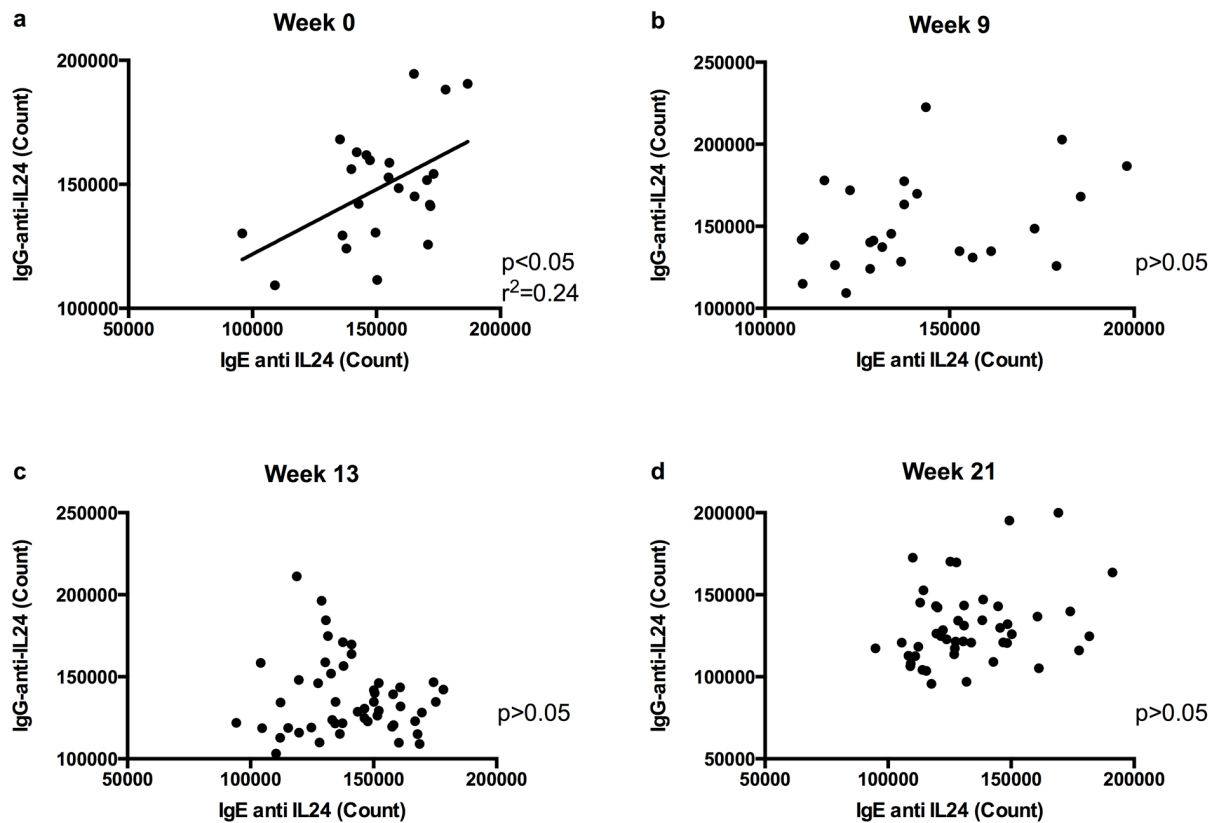 a
Week 0
200000
150000
100000
50000
100000
150000
200000
IgG-anti-IL24 (Count)
IgE anti IL24 (Count)
p<0.05
r²=0.24
b
Week 9
250000
200000
150000
100000
100000
150000
200000
IgG-anti-IL24 (Count)
IgE anti IL24 (Count)
p>0.05
c
Week 13
250000
200000
150000
100000
50000
100000
150000
200000
IgG-anti-IL24 (Count)
IgE anti IL24 (Count)
p>0.05
d
Week 21
200000
150000
100000
50000
50000
100000
150000
200000
IgG-anti-IL24 (Count)
IgE anti IL24 (Count)
p>0.05